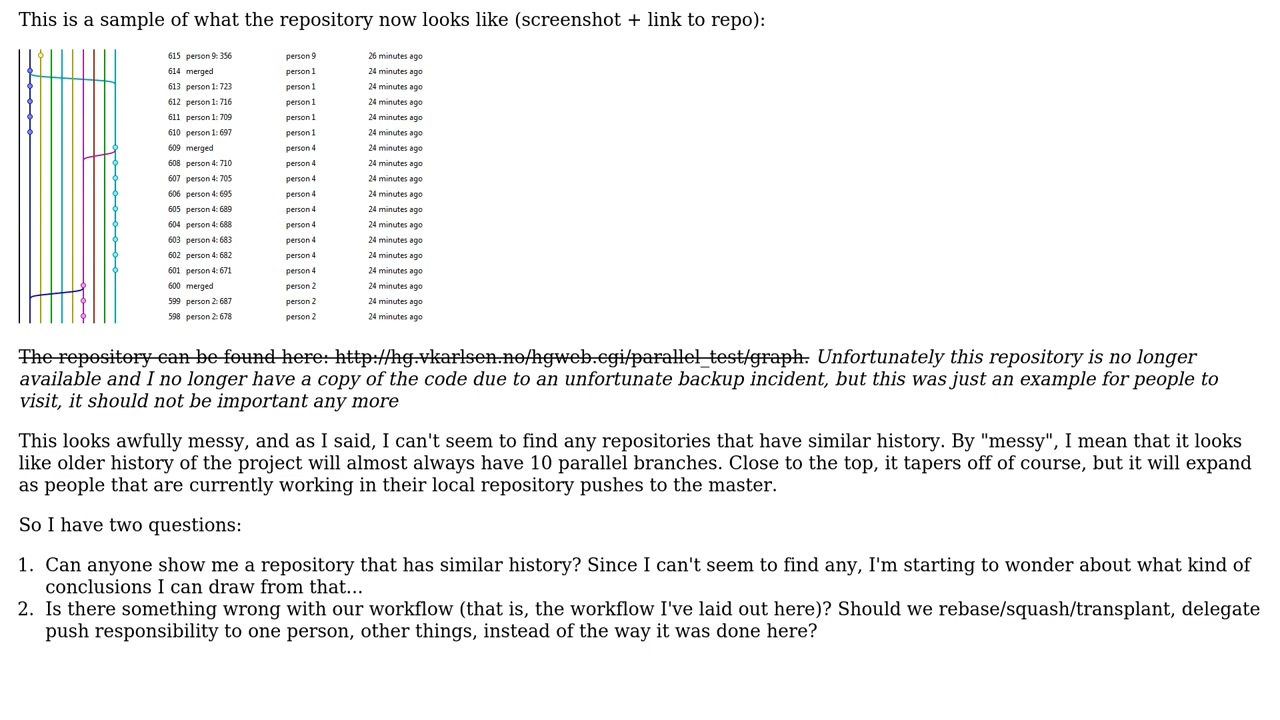 This is a sample of what the repository now looks like (screenshot + link to repo):
615 person 9: 356 person 9 26 minutes ago
614 merged person 1 24 minutes ago
613 person 1: 723 person 1 24 minutes ago
612 person 1: 716 person 1 24 minutes ago
611 person 1: 709 person 1 24 minutes ago
610 person 1: 697 person 1 24 minutes ago
609 merged person 4 24 minutes ago
608 person 4: 710 person 4 24 minutes ago
607 person 4: 705 person 4 24 minutes ago
606 person 4: 695 person 4 24 minutes ago
605 person 4: 689 person 4 24 minutes ago
604 person 4: 688 person 4 24 minutes ago
603 person 4: 683 person 4 24 minutes ago
602 person 4: 682 person 4 24 minutes ago
601 person 4: 671 person 4 24 minutes ago
600 merged person 2 24 minutes ago
599 person 2: 687 person 2 24 minutes ago
598 person 2: 678 person 2 24 minutes ago
The repository can be found here: http://hg.vkarlsen.no/hgweb.cgi/parallel_test/graph. Unfortunately this repository is no longer
available and I no longer have a copy of the code due to an unfortunate backup incident, but this was just an example for people to
visit, it should not be important any more
This looks awfully messy, and as I said, I can't seem to find any repositories that have similar history. By "messy", I mean that it looks
like older history of the project will almost always have 10 parallel branches. Close to the top, it tapers off of course, but it will expand
as people that are currently working in their local repository pushes to the master.
So I have two questions:
1. Can anyone show me a repository that has similar history? Since I can't seem to find any, I'm starting to wonder about what kind of
conclusions I can draw from that...
2. Is there something wrong with our workflow (that is, the workflow I've laid out here)? Should we rebase/squash/transplant, delegate
push responsibility to one person, other things, instead of the way it was done here?